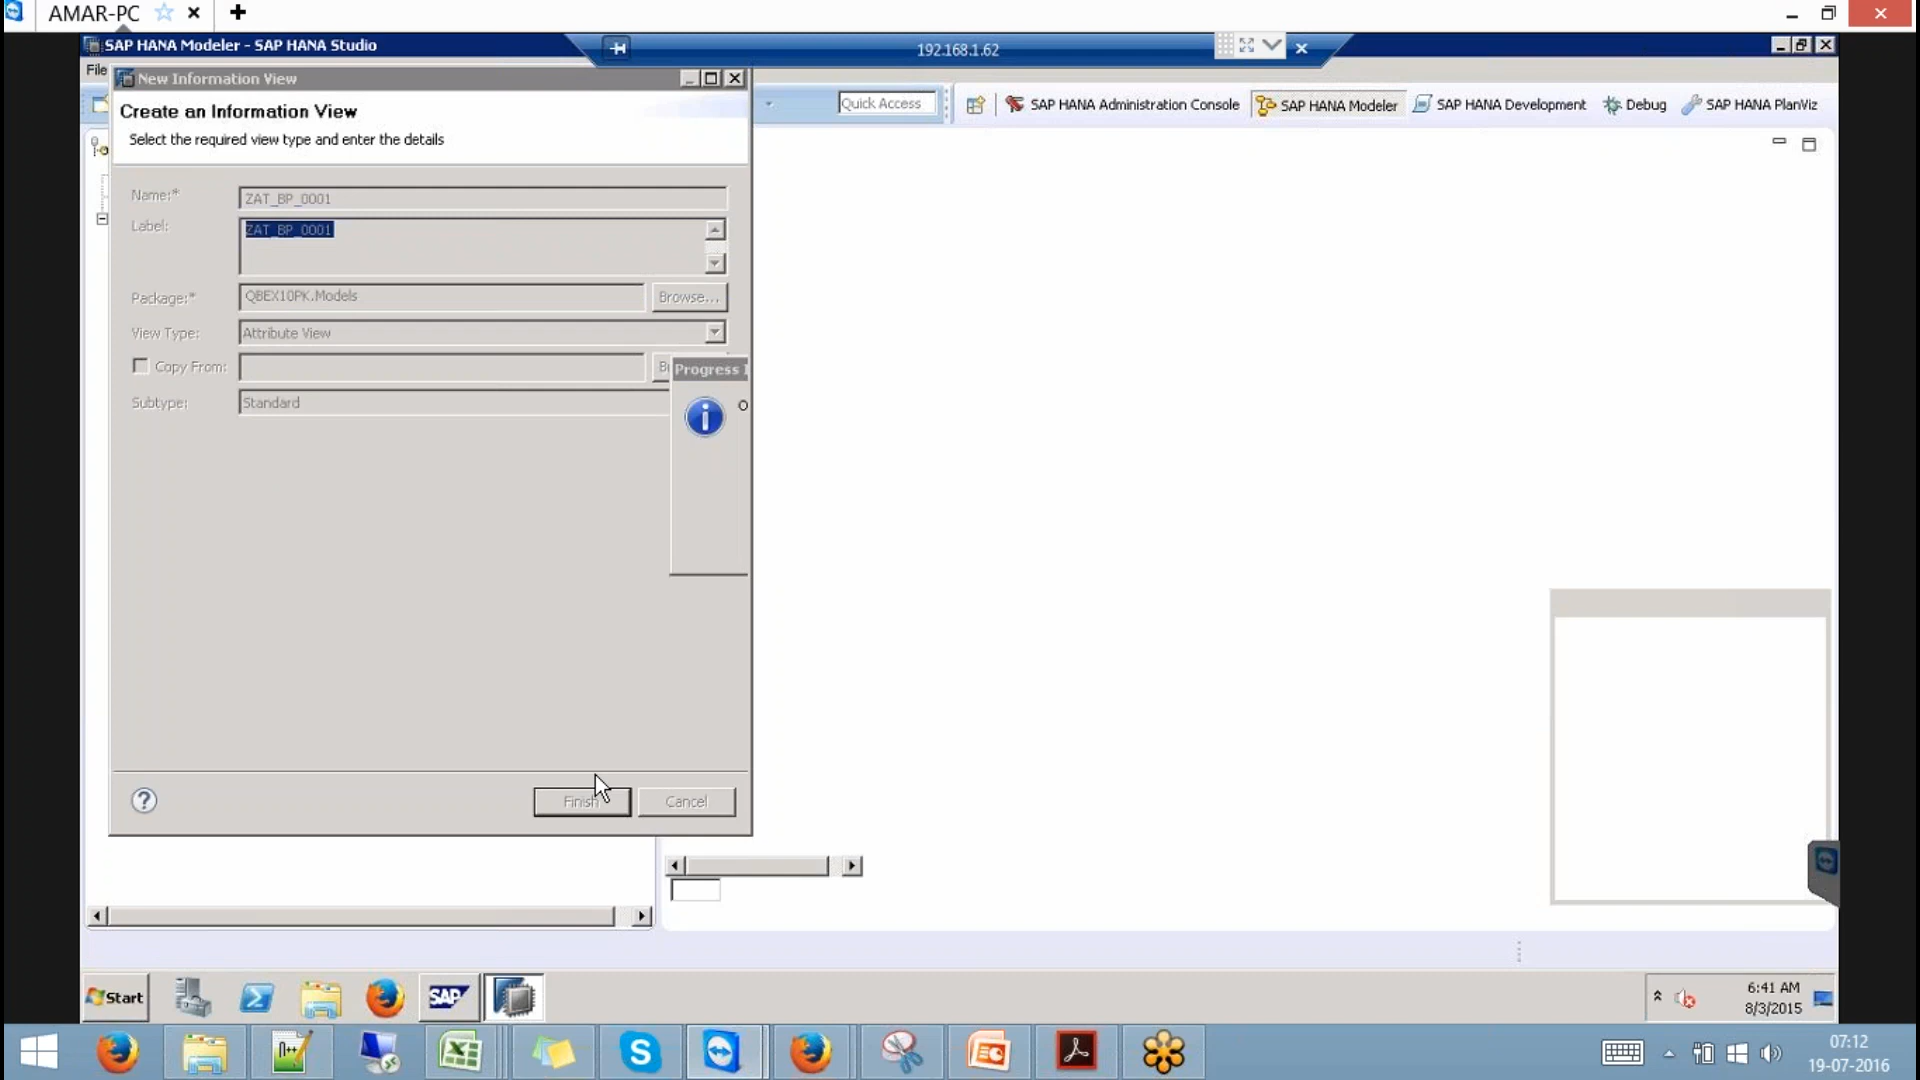 AMAR-PC
SAP HANA Modeler - SAP HANA Studio
192.168.1.62
File
New Information View
Create an Information View
Select the required view type and enter the details
Quick Access
SAP HANA Administration Console
SAP HANA Modeler
SAP HANA Development
Debug
SAP HANA PlanViz
Name:*
ZAT_BP_0001
Label:
ZAT_BP_0001
Package:*
QBEX10PK.Models
Browse...
View Type:
Attribute View
Copy From:
Progress
Subtype:
Standard
Finish
Cancel
Start
SAP
6:41 AM
8/3/2015
07:12
19-07-2016